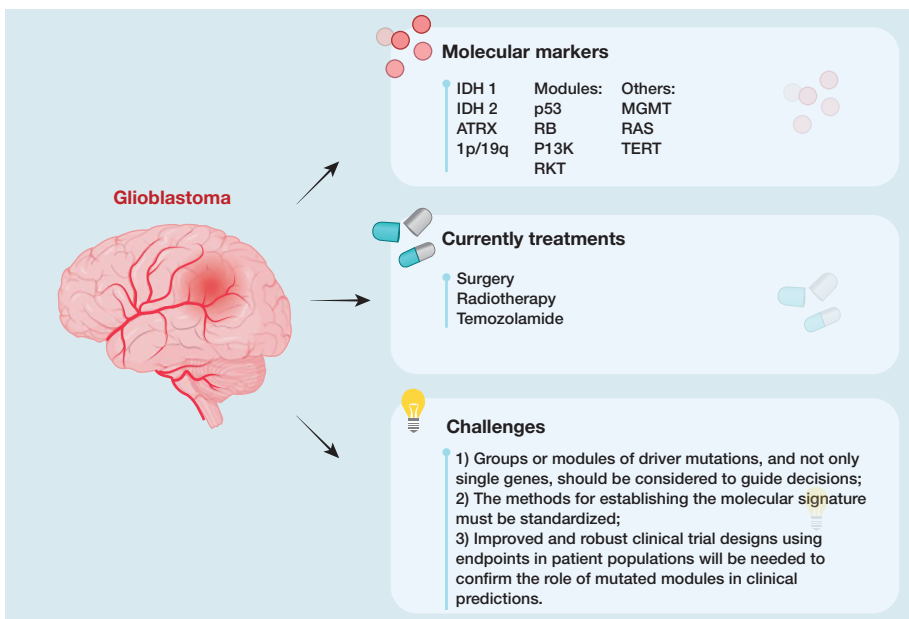 Glioblastoma
Molecular markers
IDH 1
IDH 2
ATRX
1p/19q
Modules:
p53
RB
P13K
RKT
Others:
MGMT
RAS
TERT
Currently treatments
Surgery
Radiotherapy
Temozolamide
Challenges
1) Groups or modules of driver mutations, and not only
single genes, should be considered to guide decisions;
2) The methods for establishing the molecular signature
must be standardized;
3) Improved and robust clinical trial designs using
endpoints in patient populations will be needed to
confirm the role of mutated modules in clinical
predictions.